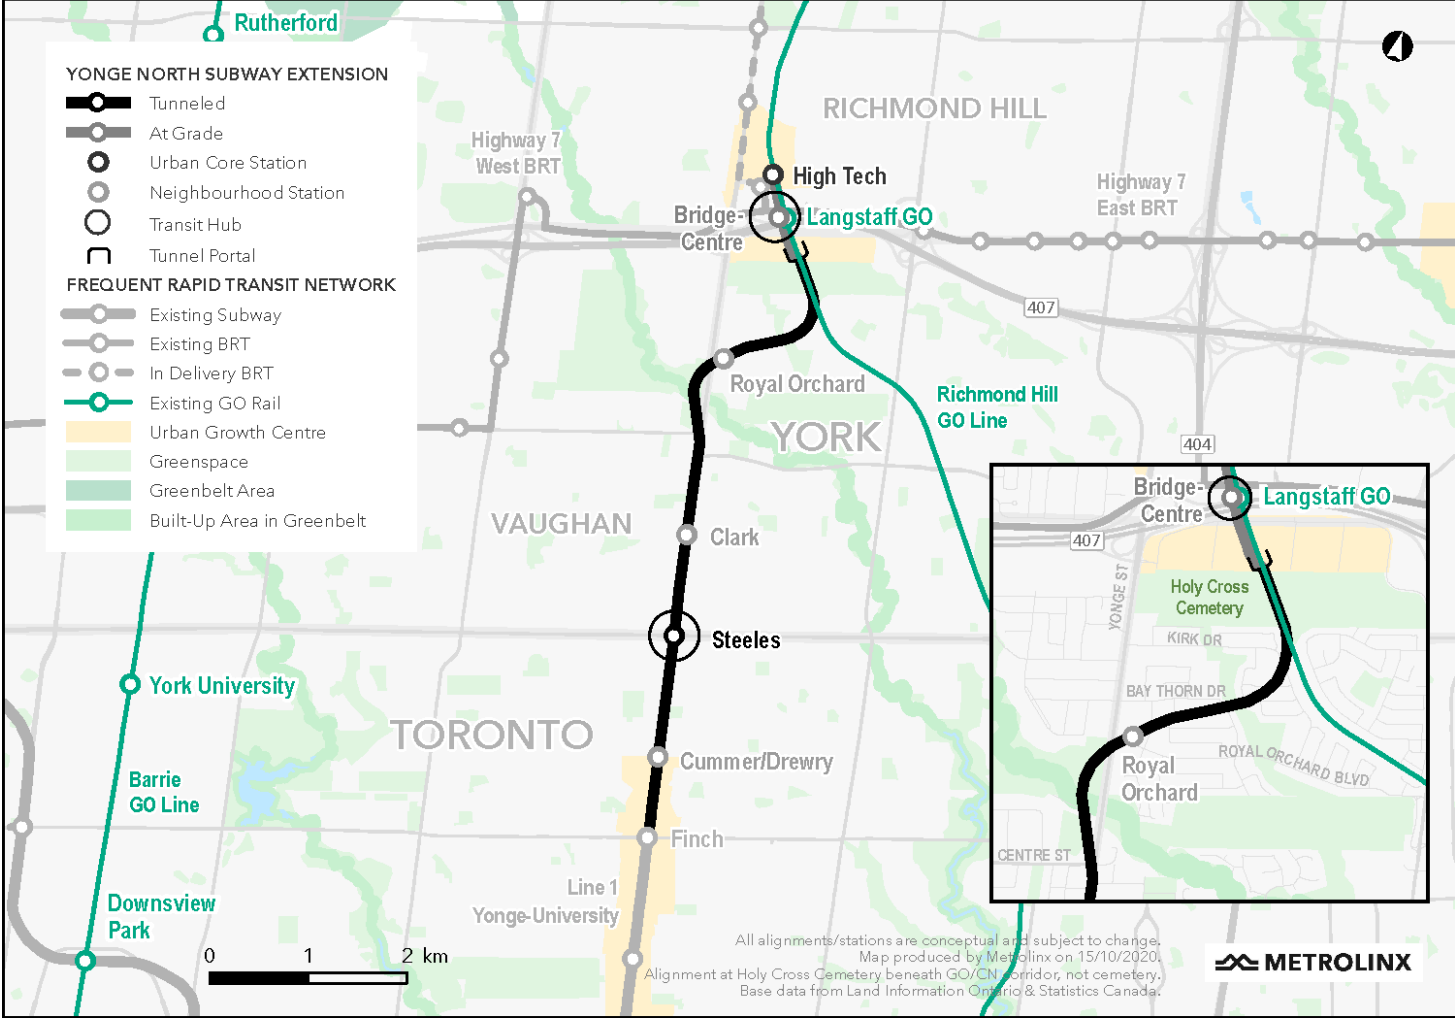 Rutherford
YONGE NORTH SUBWAY EXTENSION
Tunneled
At Grade
Urban Core Station
Neighbourhood Station
Transit Hub
Tunnel Portal
FREQUENT RAPID TRANSIT NETWORK
Existing Subway
Existing BRT
In Delivery BRT
Existing GO Rail
Urban Growth Centre
Greenspace
Greenbelt Area
Built-Up Area in Greenbelt
RICHMOND HILL
Highway 7
West BRT
High Tech
Highway 7
East BRT
Bridge-
Centre
Langstaff GO
407
Royal Orchard
Richmond Hill
GO Line
YORK
404
VAUGHAN
Clark
Steeles
York University
TORONTO
Cummer/Drewry
Barrie
GO Line
Finch
Line 1
Yonge-University
Downsview
Park
0 1 2 km
Bridge-
Centre
Langstaff GO
407
YONGE ST
Holy Cross
Cemetery
KIRK DR
BAY THORN DR
ROYAL ORCHARD BLVD
Royal
Orchard
CENTRE ST
All alignments/stations are conceptual and subject to change.
Map produced by Metrolinx on 15/10/2020.
Alignment at Holy Cross Cemetery beneath GO/CN corridor, not cemetery.
Base data from Land Information Ontario & Statistics Canada.
METROLINX